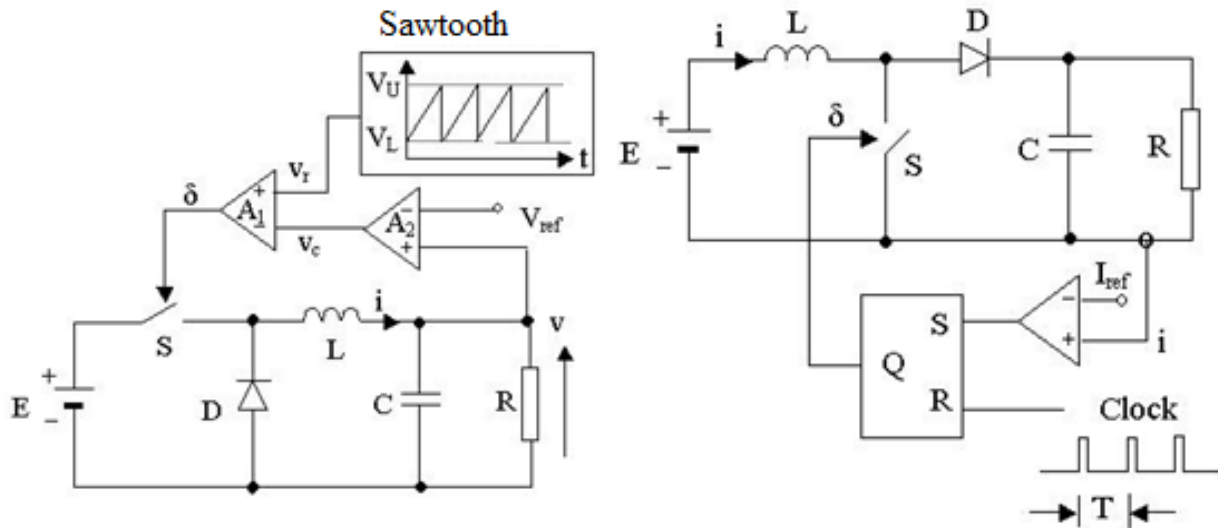 Sawtooth
V_U
V_L
t
v_r
δ
A_1
+
−
v_c
A_2
−
+
V_ref
S
i
L
v
+
E
−
D
C
R
i
L
D
δ
+
E
−
S
C
R
I_ref
S
−
+
i
Q
R
Clock
T